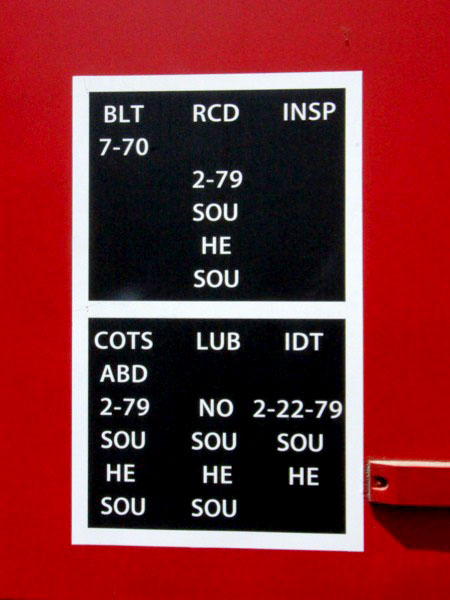 BLT RCD INSP
7-70
2-79
SOU
HE
SOU
COTS LUB IDT
ABD
2-79 NO 2-22-79
SOU SOU SOU
HE HE HE
SOU SOU